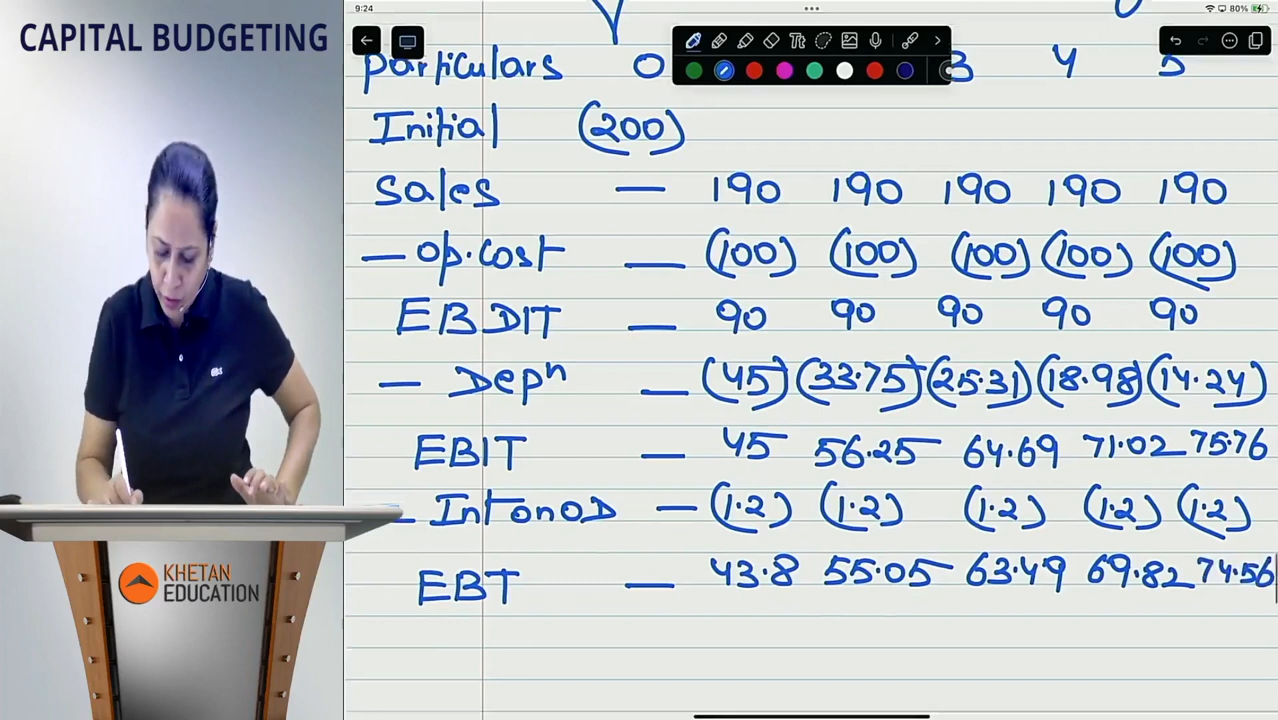 CAPITAL BUDGETING
9:24
80%
particulars 0 3 4 5
Initial (200)
Sales — 190 190 190 190 190
— Op.cost — (100) (100) (100) (100) (100)
EBDIT — 90 90 90 90 90
— Depn — (45) (33.75) (25.31) (18.98) (14.24)
EBIT — 45 56.25 64.69 71.02 75.76
— Int on OD — (1.2) (1.2) (1.2) (1.2) (1.2)
EBT — 43.8 55.05 63.49 69.82 74.56
KHETAN
EDUCATION